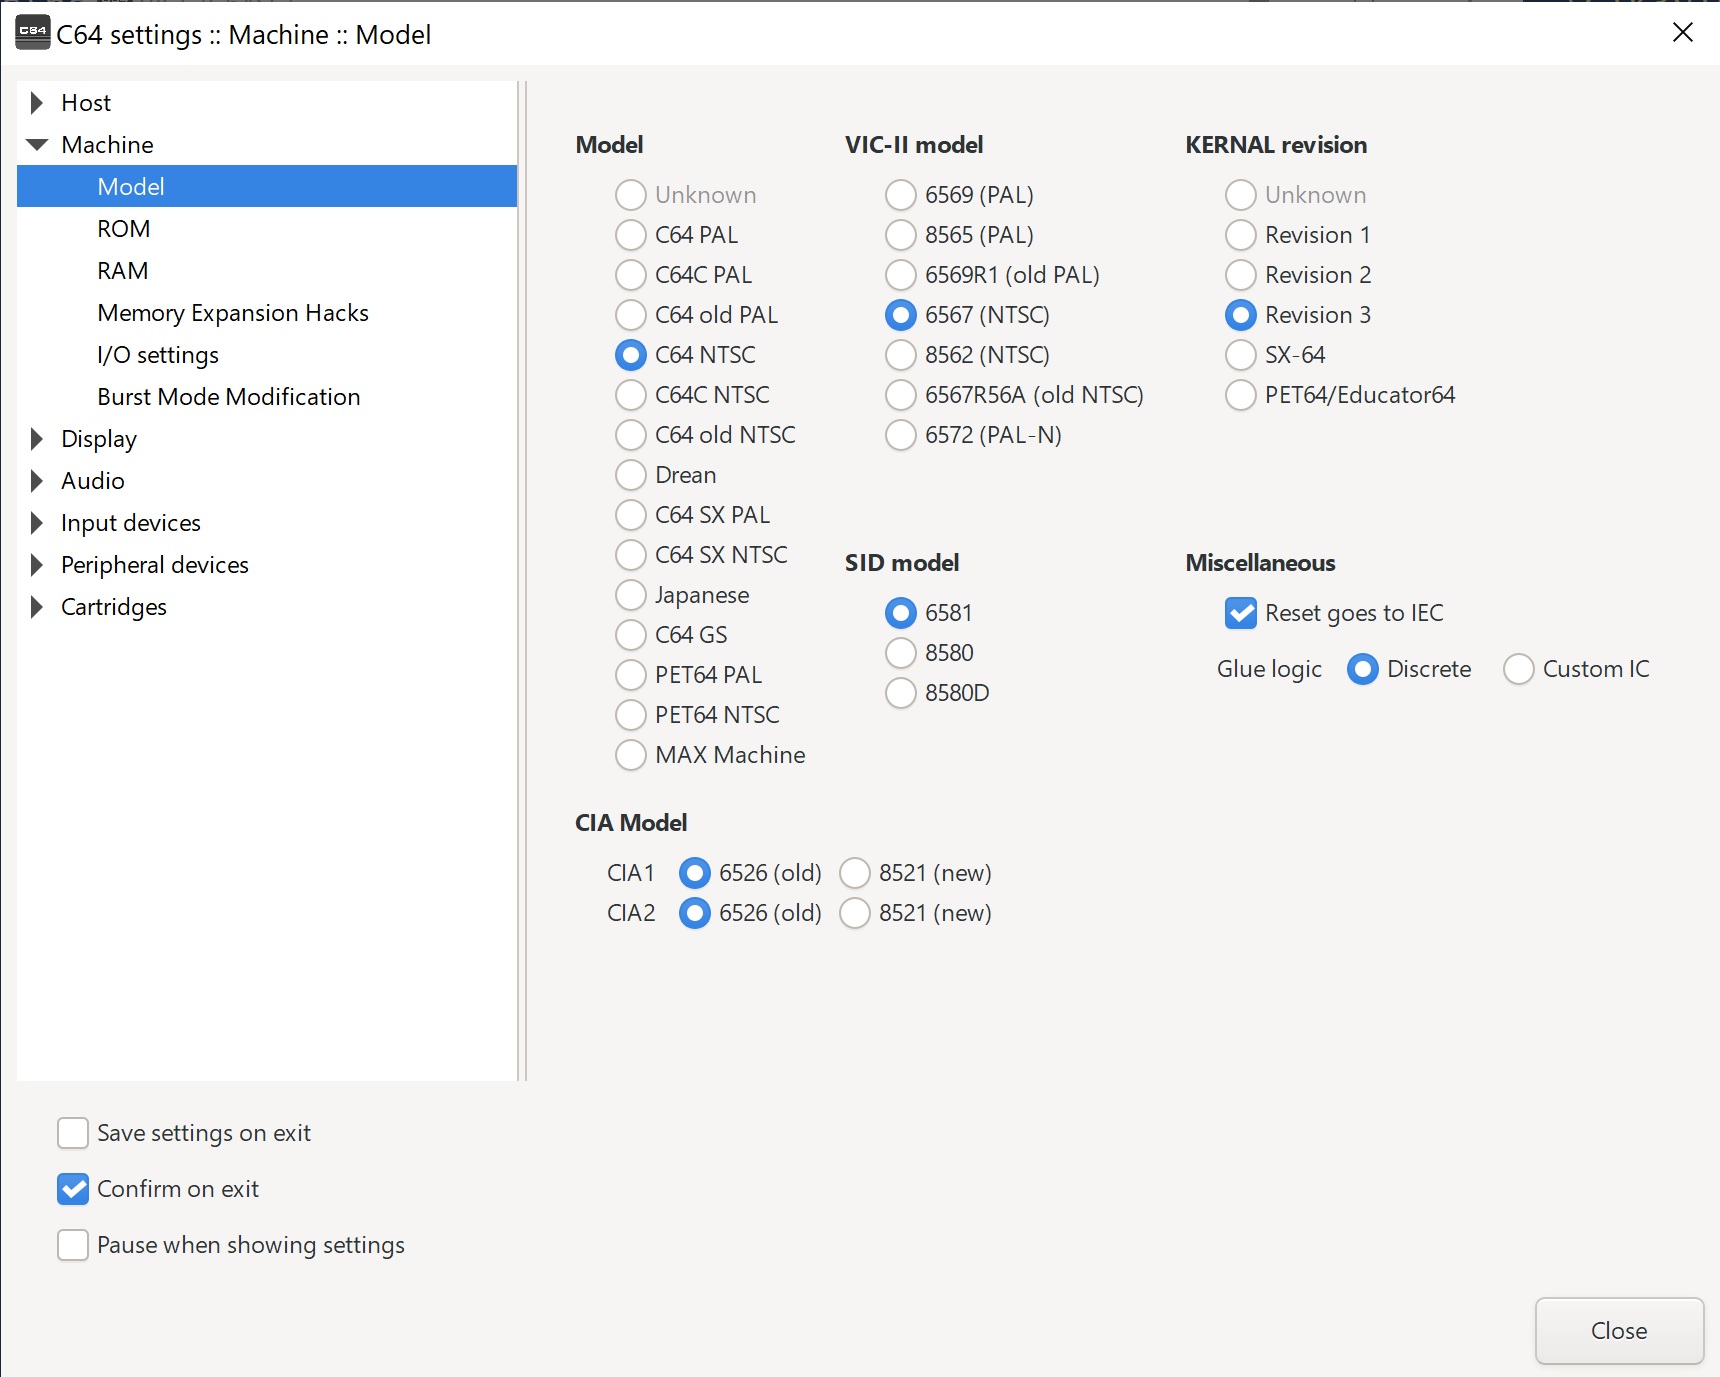 C64
C64 settings :: Machine :: Model
Host
Machine
Model
ROM
RAM
Memory Expansion Hacks
I/O settings
Burst Mode Modification
Display
Audio
Input devices
Peripheral devices
Cartridges
Model
Unknown
C64 PAL
C64C PAL
C64 old PAL
C64 NTSC
C64C NTSC
C64 old NTSC
Drean
C64 SX PAL
C64 SX NTSC
Japanese
C64 GS
PET64 PAL
PET64 NTSC
MAX Machine
VIC-II model
6569 (PAL)
8565 (PAL)
6569R1 (old PAL)
6567 (NTSC)
8562 (NTSC)
6567R56A (old NTSC)
6572 (PAL-N)
KERNAL revision
Unknown
Revision 1
Revision 2
Revision 3
SX-64
PET64/Educator64
SID model
6581
8580
8580D
Miscellaneous
Reset goes to IEC
Glue logic Discrete Custom IC
CIA Model
CIA1 6526 (old) 8521 (new)
CIA2 6526 (old) 8521 (new)
Save settings on exit
Confirm on exit
Pause when showing settings
Close